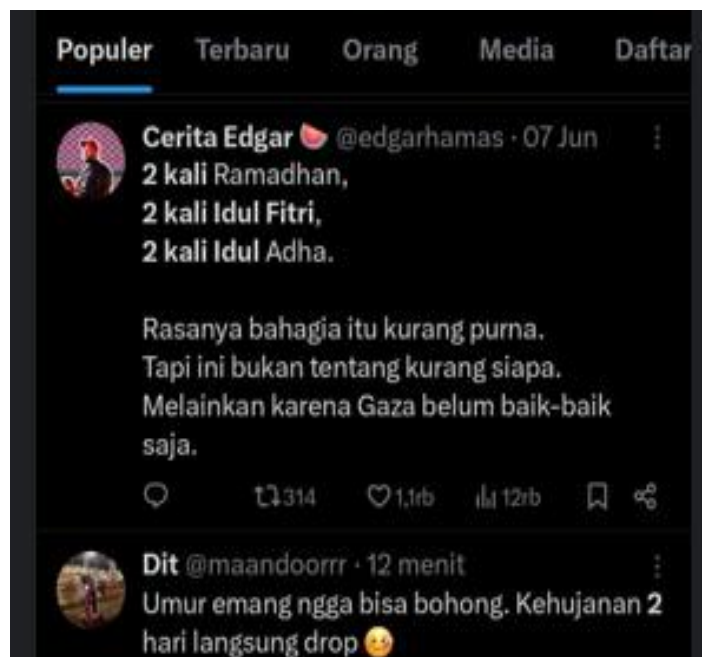 Populer Terbaru Orang Media Daftar
Cerita Edgar 🍉 @edgarhamas · 07 Jun
2 kali Ramadhan,
2 kali Idul Fitri,
2 kali Idul Adha.
Rasanya bahagia itu kurang purna.
Tapi ini bukan tentang kurang siapa.
Melainkan karena Gaza belum baik-baik
saja.
314 1,1rb 12rb
Dit @maandoorrr · 12 menit
Umur emang ngga bisa bohong. Kehujanan 2
hari langsung drop 🥲